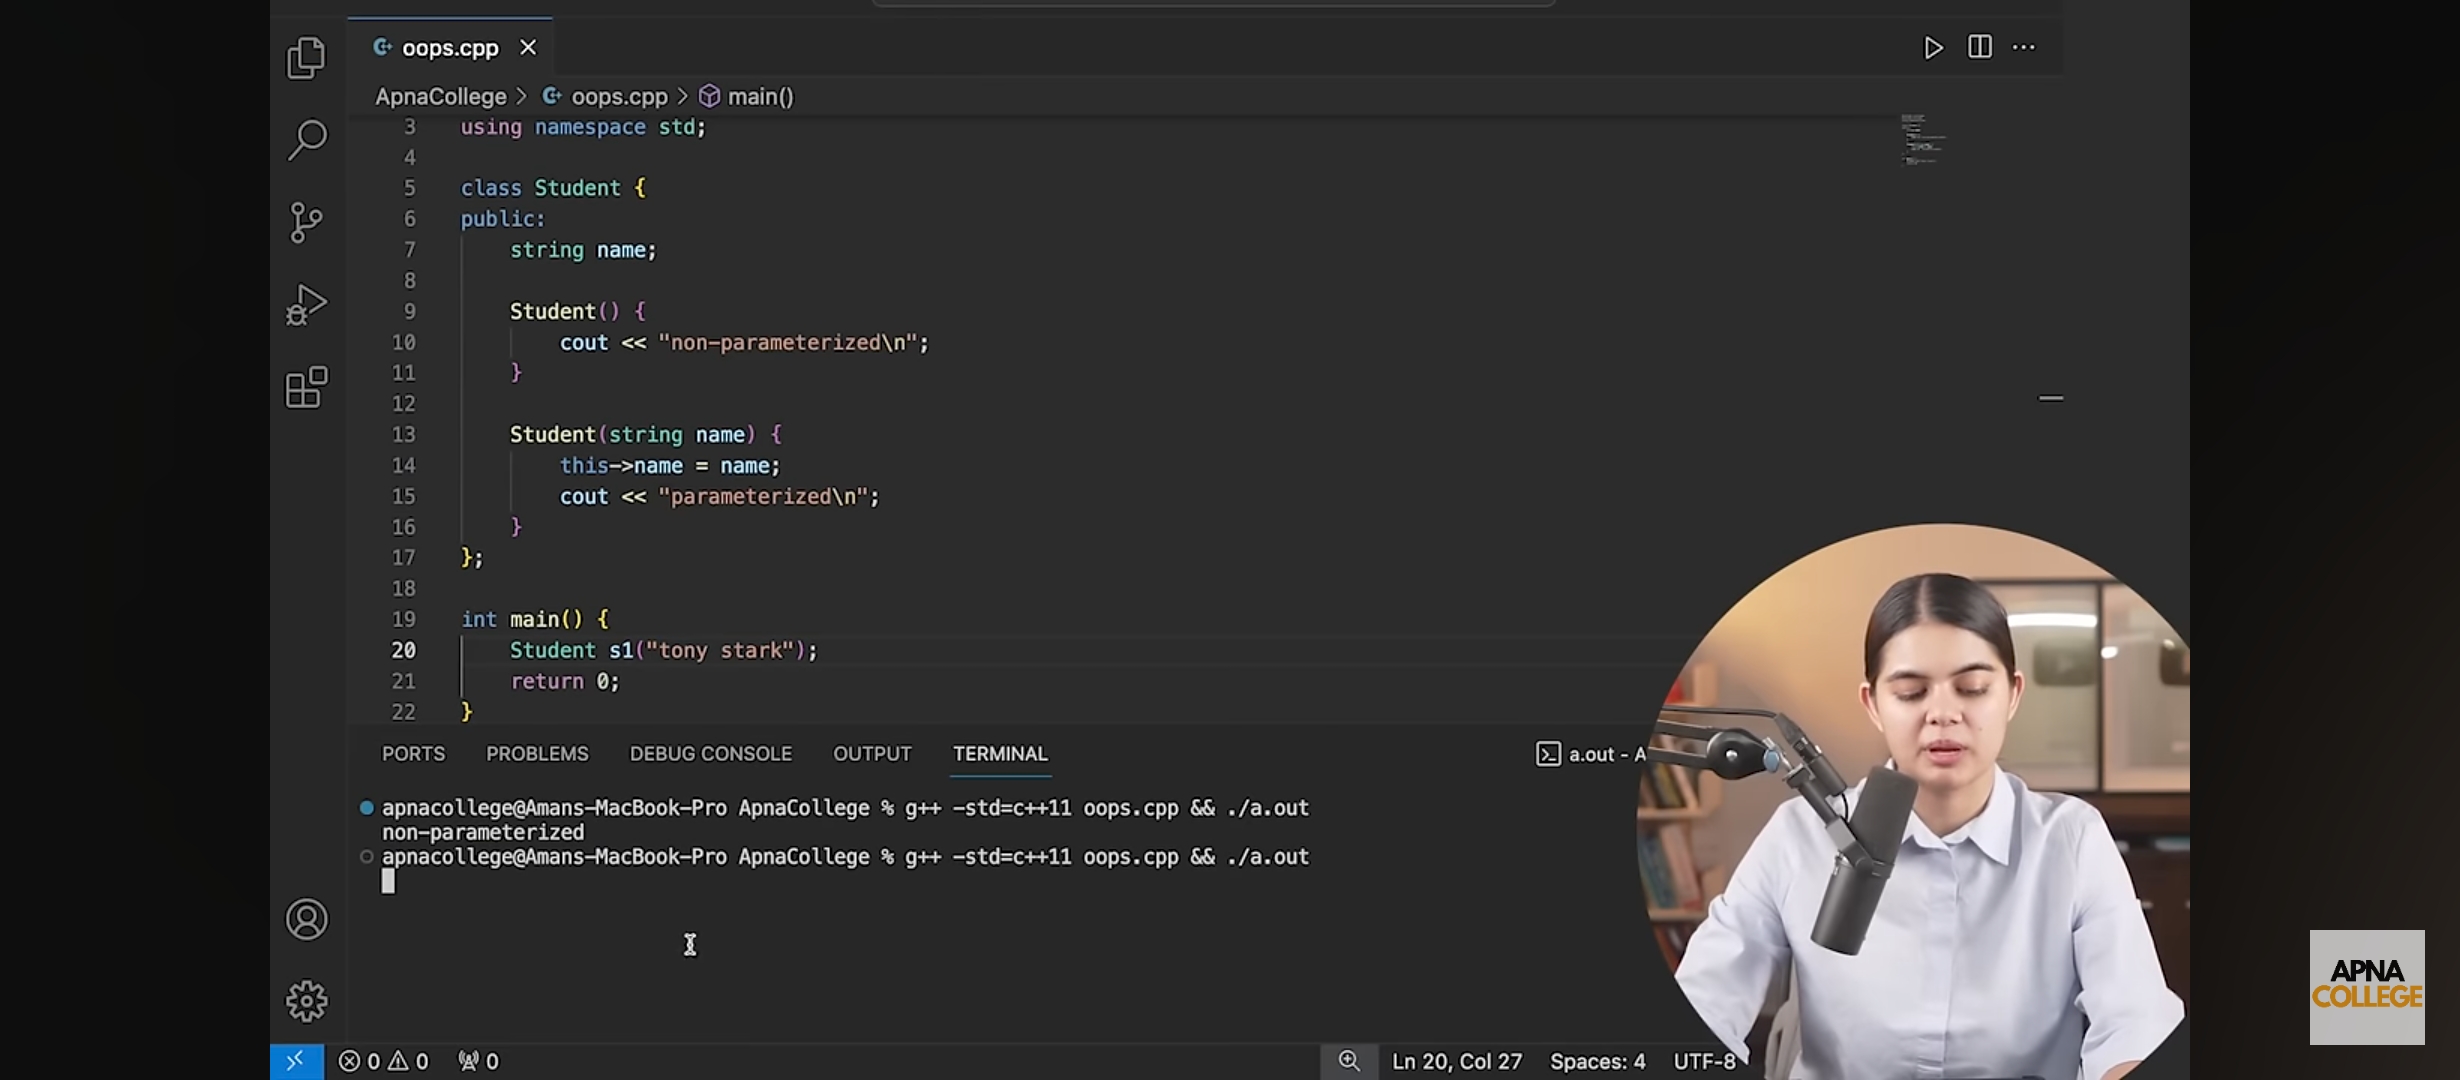 oops.cpp
ApnaCollege > oops.cpp > main()
3 using namespace std;
4
5 class Student {
6 public:
7 string name;
8
9 Student() {
10 cout << "non-parameterized\n";
11 }
12
13 Student(string name) {
14 this->name = name;
15 cout << "parameterized\n";
16 }
17 };
18
19 int main() {
20 Student s1("tony stark");
21 return 0;
22 }
PORTS PROBLEMS DEBUG CONSOLE OUTPUT TERMINAL a.out - A
apnacollege@Amans-MacBook-Pro ApnaCollege % g++ -std=c++11 oops.cpp && ./a.out
non-parameterized
apnacollege@Amans-MacBook-Pro ApnaCollege % g++ -std=c++11 oops.cpp && ./a.out
0 0 0 Ln 20, Col 27 Spaces: 4 UTF-8
APNA
COLLEGE